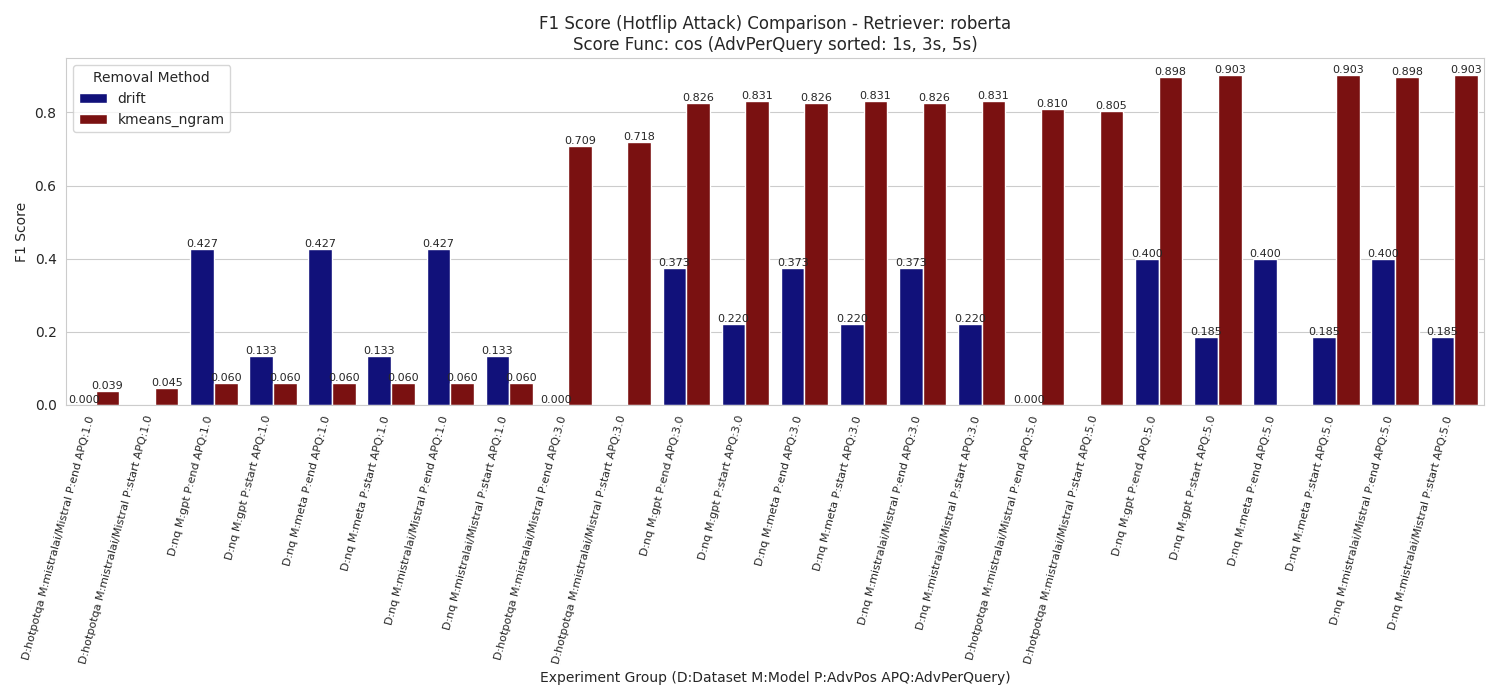 F1 Score (Hotflip Attack) Comparison - Retriever: roberta
Score Func: cos (AdvPerQuery sorted: 1s, 3s, 5s)
Removal Method
drift
kmeans_ngram
F1 Score
0.8
0.6
0.4
0.2
0.0
0.000
0.039
0.045
0.427
0.060
0.133
0.060
0.427
0.060
0.133
0.060
0.427
0.060
0.133
0.060
0.000
0.709
0.718
0.373
0.826
0.220
0.831
0.373
0.826
0.220
0.831
0.373
0.826
0.220
0.831
0.000
0.810
0.805
0.400
0.898
0.185
0.903
0.400
0.185
0.903
0.400
0.898
0.185
0.903
D:hotpotqa M:mistralai/Mistral P:end APQ:1.0
D:hotpotqa M:mistralai/Mistral P:start APQ:1.0
D:nq M:gpt P:end APQ:1.0
D:nq M:gpt P:start APQ:1.0
D:nq M:meta P:end APQ:1.0
D:nq M:meta P:start APQ:1.0
D:nq M:mistralai/Mistral P:end APQ:1.0
D:nq M:mistralai/Mistral P:start APQ:1.0
D:hotpotqa M:mistralai/Mistral P:end APQ:3.0
D:hotpotqa M:mistralai/Mistral P:start APQ:3.0
D:nq M:gpt P:end APQ:3.0
D:nq M:gpt P:start APQ:3.0
D:nq M:meta P:end APQ:3.0
D:nq M:meta P:start APQ:3.0
D:nq M:mistralai/Mistral P:end APQ:3.0
D:nq M:mistralai/Mistral P:start APQ:3.0
D:hotpotqa M:mistralai/Mistral P:end APQ:5.0
D:hotpotqa M:mistralai/Mistral P:start APQ:5.0
D:nq M:gpt P:end APQ:5.0
D:nq M:gpt P:start APQ:5.0
D:nq M:meta P:end APQ:5.0
D:nq M:meta P:start APQ:5.0
D:nq M:mistralai/Mistral P:end APQ:5.0
D:nq M:mistralai/Mistral P:start APQ:5.0
Experiment Group (D:Dataset M:Model P:AdvPos APQ:AdvPerQuery)